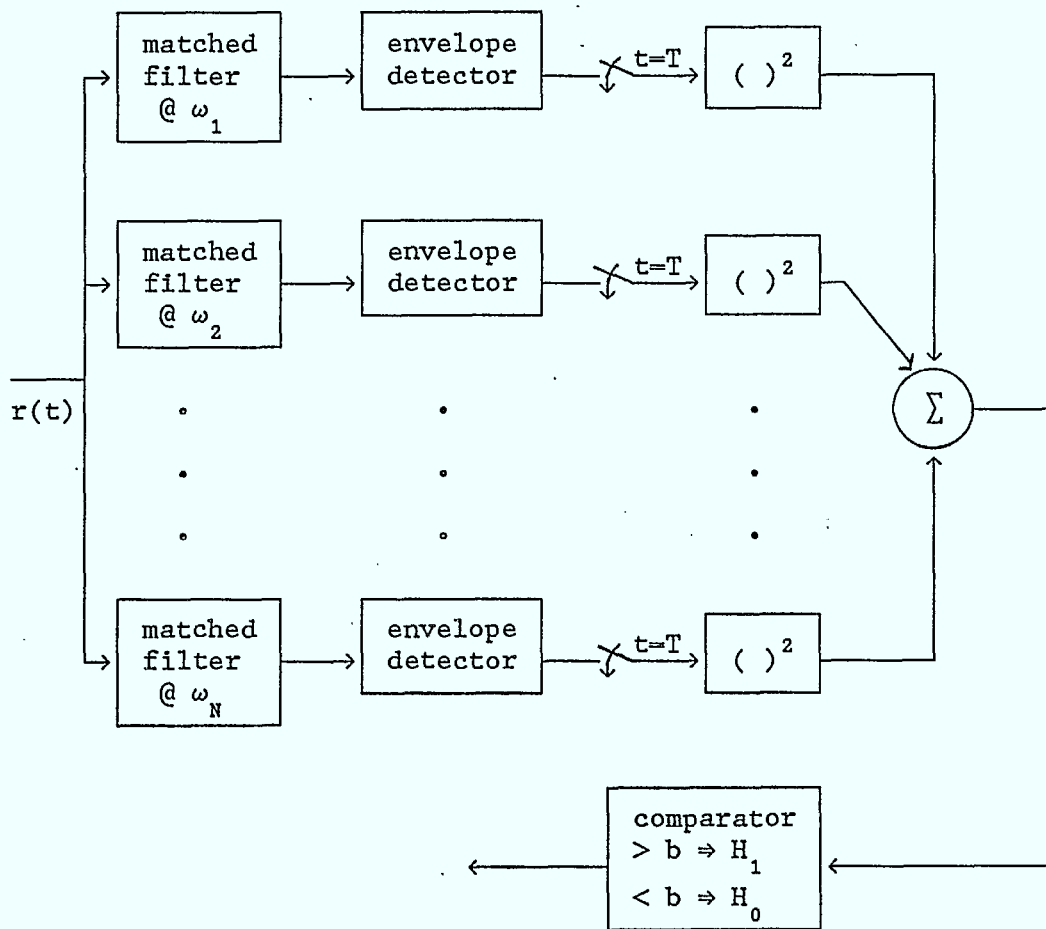 matched
filter
@ ω₁
envelope
detector
t=T
( )²
matched
filter
@ ω₂
envelope
detector
t=T
( )²
r(t)
Σ
matched
filter
@ ω_N
envelope
detector
t=T
( )²
comparator
> b ⇒ H₁
< b ⇒ H₀